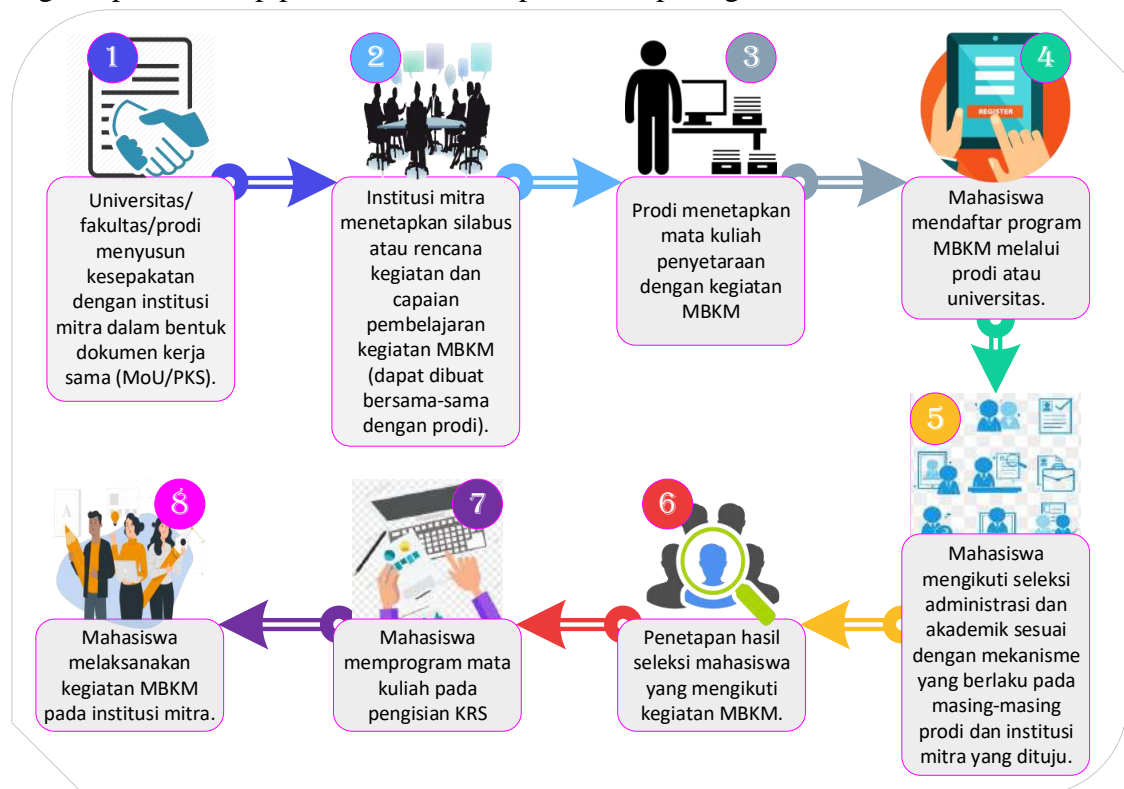 1
Universitas/
fakultas/prodi
menyusun
kesepakatan
dengan institusi
mitra dalam bentuk
dokumen kerja
sama (MoU/PKS).
2
Institusi mitra
menetapkan silabus
atau rencana
kegiatan dan
capaian
pembelajaran
kegiatan MBKM
(dapat dibuat
bersama-sama
dengan prodi).
3
Prodi menetapkan
mata kuliah
penyetaraan
dengan kegiatan
MBKM
4
REGISTER
Mahasiswa
mendaftar program
MBKM melalui
prodi atau
universitas.
5
Mahasiswa
mengikuti seleksi
administrasi dan
akademik sesuai
dengan mekanisme
yang berlaku pada
masing-masing
prodi dan institusi
mitra yang dituju.
6
Penetapan hasil
seleksi mahasiswa
yang mengikuti
kegiatan MBKM.
7
Mahasiswa
memprogram mata
kuliah pada
pengisian KRS
8
A
Mahasiswa
melaksanakan
kegiatan MBKM
pada institusi mitra.